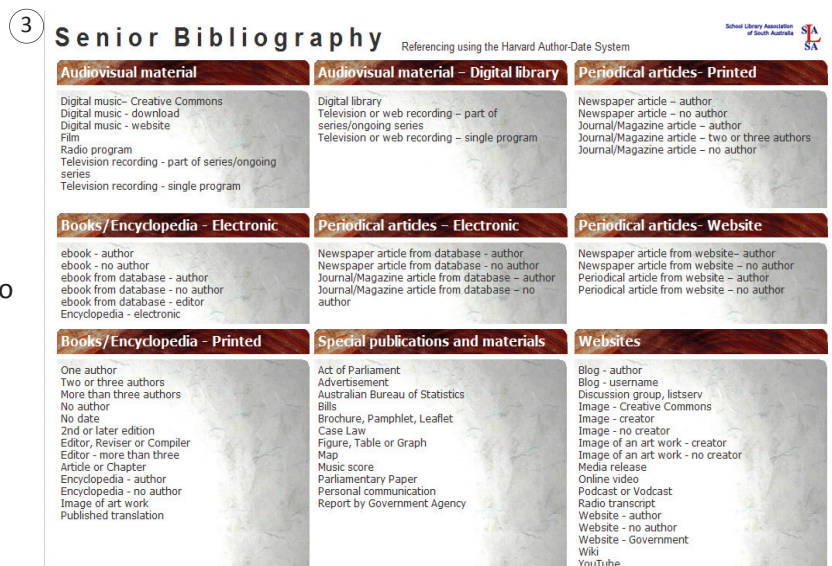 3
Senior Bibliography
Referencing using the Harvard Author-Date System
School Library Association
of South Australia
SLA
SA
Audiovisual material
Digital music– Creative Commons
Digital music - download
Digital music - website
Film
Radio program
Television recording - part of series/ongoing
series
Television recording - single program
Audiovisual material – Digital library
Digital library
Television or web recording – part of
series/ongoing series
Television or web recording – single program
Periodical articles- Printed
Newspaper article – author
Newspaper article – no author
Journal/Magazine article – author
Journal/Magazine article – two or three authors
Journal/Magazine article – no author
Books/Encyclopedia - Electronic
ebook - author
ebook - no author
ebook from database - author
ebook from database - no author
ebook from database - editor
Encyclopedia - electronic
Periodical articles – Electronic
Newspaper article from database - author
Newspaper article from database - no author
Journal/Magazine article from database – author
Journal/Magazine article from database – no
author
Periodical articles- Website
Newspaper article from website– author
Newspaper article from website – no author
Periodical article from website – author
Periodical article from website – no author
o
Books/Encyclopedia - Printed
One author
Two or three authors
More than three authors
No author
No date
2nd or later edition
Editor, Reviser or Compiler
Editor - more than three
Article or Chapter
Encyclopedia - author
Encyclopedia - no author
Image of art work
Published translation
Special publications and materials
Act of Parliament
Advertisement
Australian Bureau of Statistics
Bills
Brochure, Pamphlet, Leaflet
Case Law
Figure, Table or Graph
Map
Music score
Parliamentary Paper
Personal communication
Report by Government Agency
Websites
Blog - author
Blog - username
Discussion group, listserv
Image - Creative Commons
Image - creator
Image - no creator
Image of an art work - creator
Image of an art work - no creator
Media release
Online video
Podcast or Vodcast
Radio transcript
Website - author
Website - no author
Website - Government
Wiki
YouTube